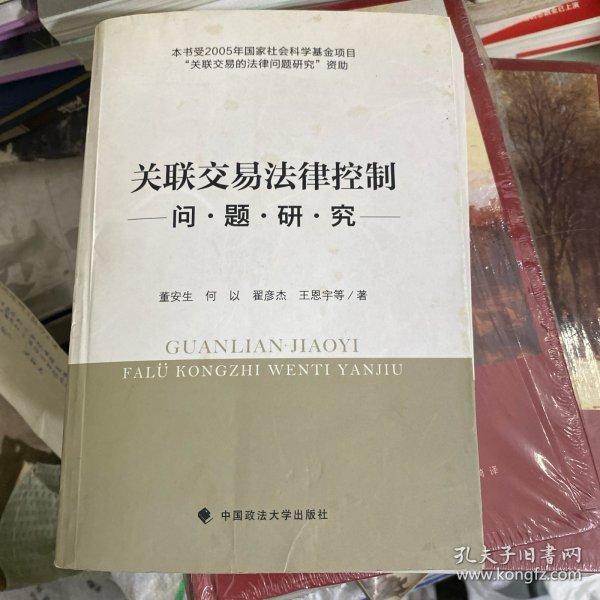 本书受2005年国家社会科学基金项目
“关联交易的法律问题研究”资助
关联交易法律控制
问·题·研·究
董安生 何 以 翟彦杰 王恩宇等/著
GUANLIAN·JIAOYI
FALÜ KONGZHI WENTI YANJIU
中国政法大学出版社
译
孔夫子旧书网
www.kongfz.com